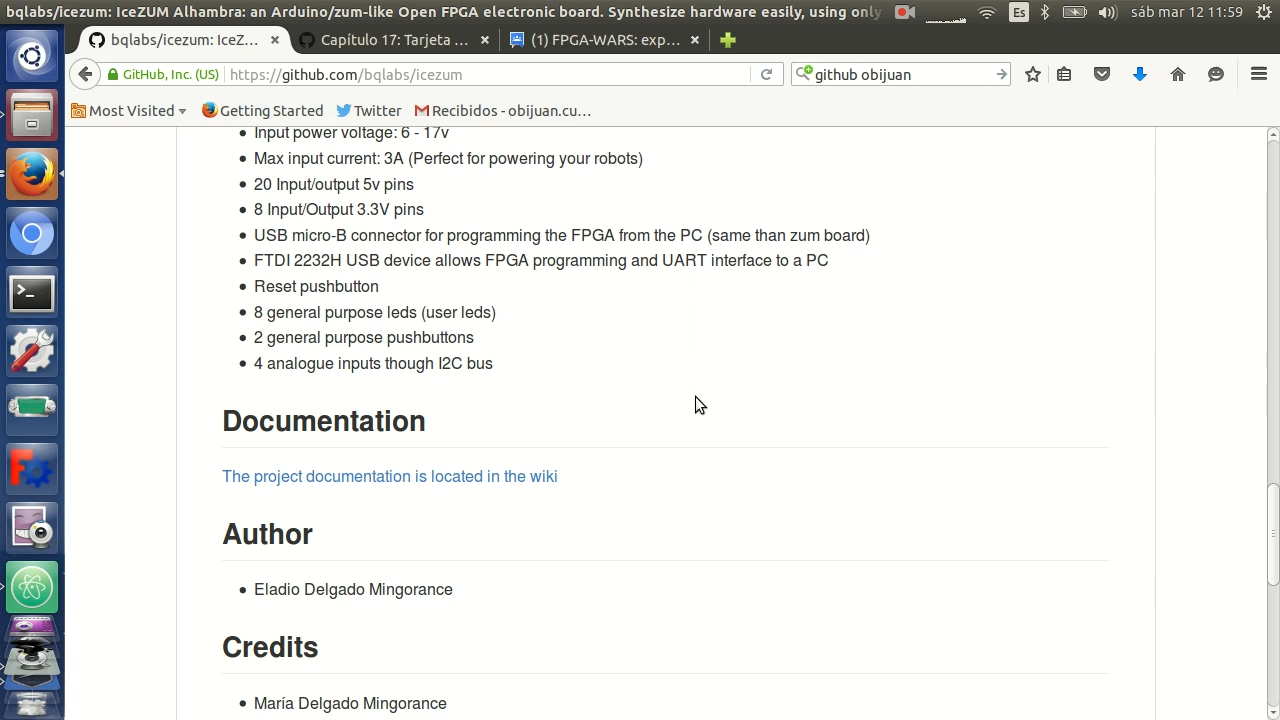 bqlabs/icezum: IceZUM Alhambra: an Arduino/zum-like Open FPGA electronic board. Synthesize hardware easily, using only
Es
sáb mar 12 11:59
bqlabs/icezum: IceZ...
Capítulo 17: Tarjeta ...
(1) FPGA-WARS: exp...
GitHub, Inc. (US)
https://github.com/bqlabs/icezum
github obijuan
Most Visited
Getting Started
Twitter
Recibidos - obijuan.cu...
Input power voltage: 6 - 17v
Max input current: 3A (Perfect for powering your robots)
20 Input/output 5v pins
8 Input/Output 3.3V pins
USB micro-B connector for programming the FPGA from the PC (same than zum board)
FTDI 2232H USB device allows FPGA programming and UART interface to a PC
Reset pushbutton
8 general purpose leds (user leds)
2 general purpose pushbuttons
4 analogue inputs though I2C bus
Documentation
The project documentation is located in the wiki
Author
Eladio Delgado Mingorance
Credits
María Delgado Mingorance